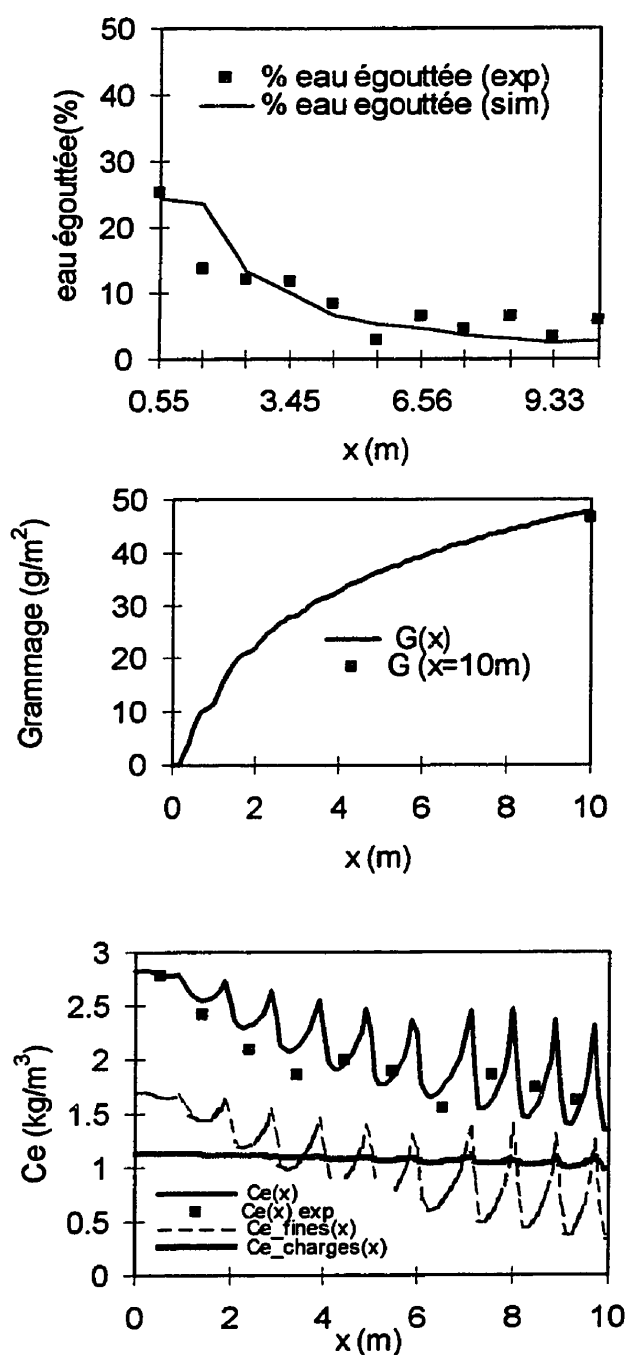 50
40
30
20
10
0
eau égouttée(%)
% eau égouttée (exp)
% eau egouttée (sim)
0.55 3.45 6.56 9.33
x (m)
50
40
30
20
10
0
Grammage (g/m²)
G(x)
G (x=10m)
0 2 4 6 8 10
x (m)
3
2.5
2
1.5
1
0.5
0
Ce (kg/m³)
Ce(x)
Ce(x) exp
Ce_fines(x)
Ce_charges(x)
0 2 4 6 8 10
x (m)